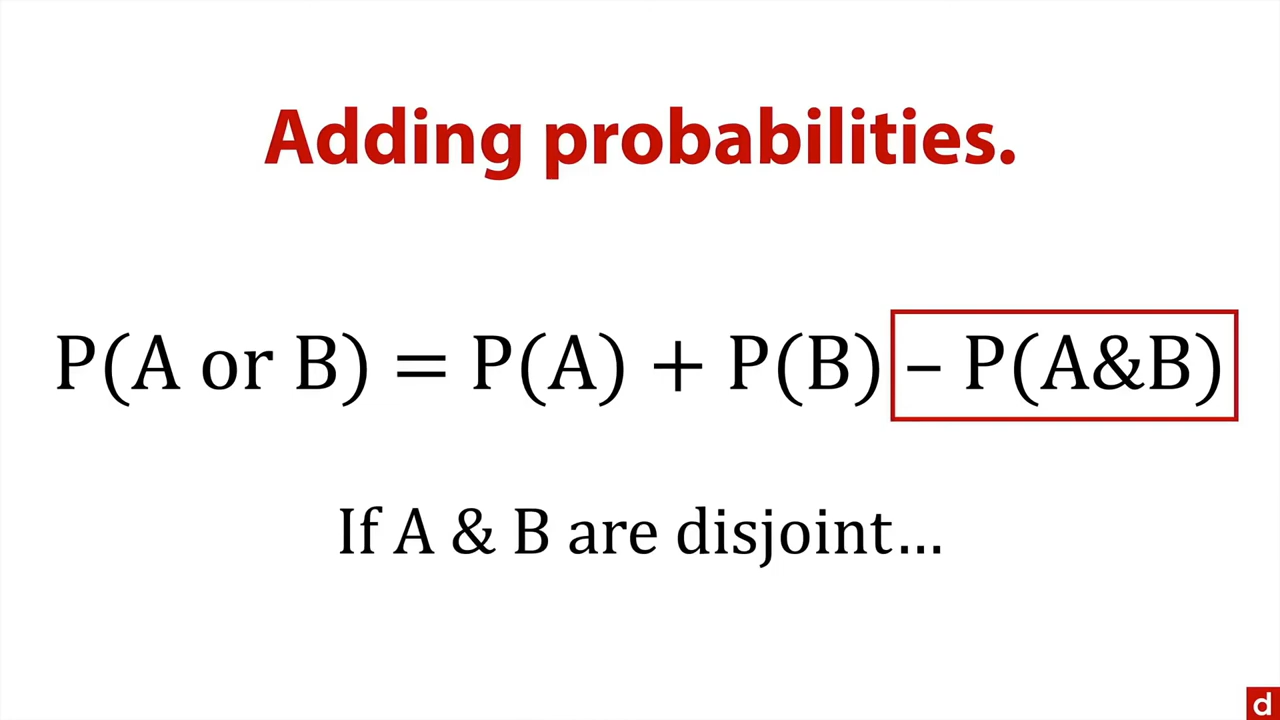 Adding probabilities.
P(A or B) = P(A) + P(B) – P(A&B)
If A & B are disjoint…
d